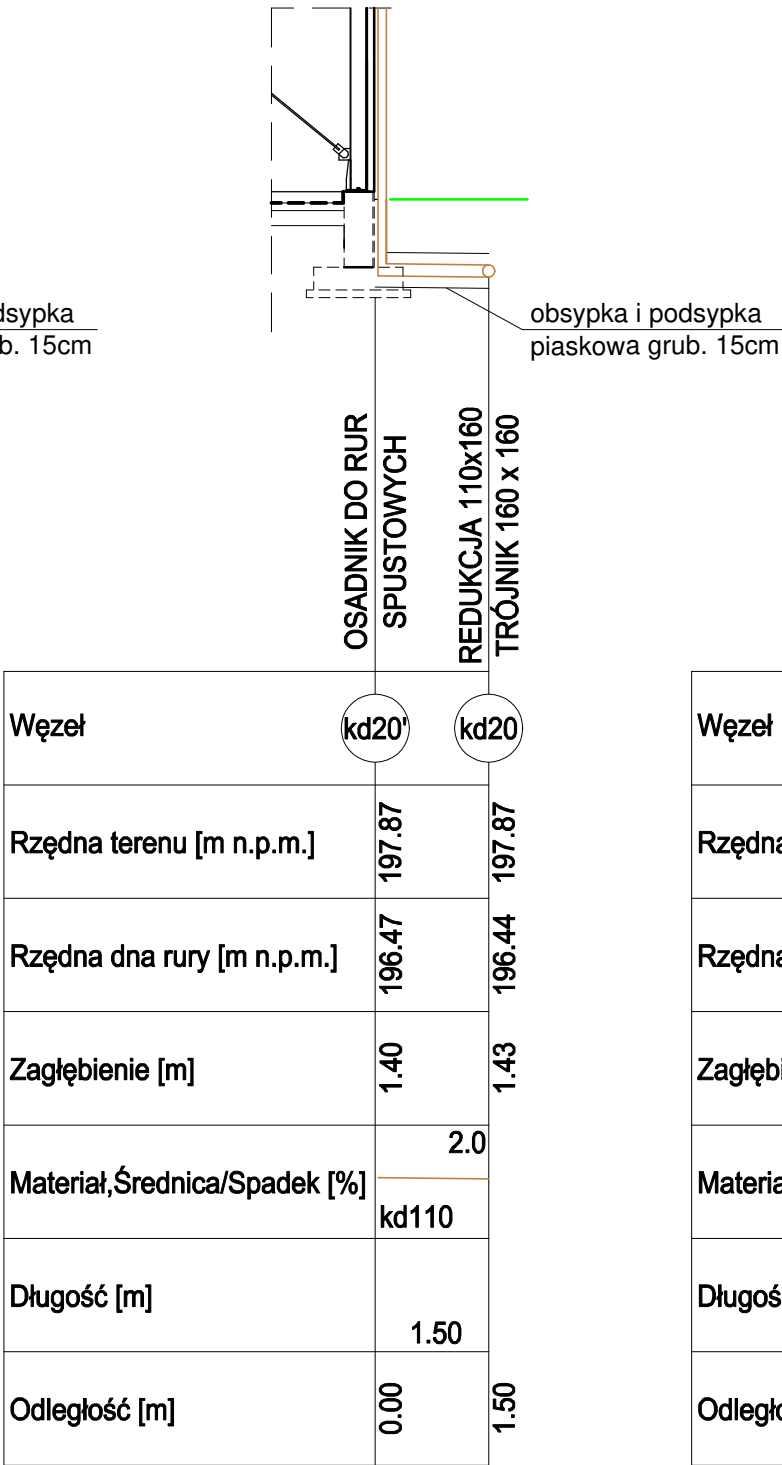 dsypka
b. 15cm
obsypka i podsypka
piaskowa grub. 15cm
OSADNIK DO RUR
SPUSTOWYCH
REDUKCJA 110x160
TRÓJNIK 160 x 160
Węzeł
kd20'
kd20
Węzeł
Rzędna terenu [m n.p.m.]
197.87
197.87
Rzędna
Rzędna dna rury [m n.p.m.]
196.47
196.44
Rzędna
Zagłębienie [m]
1.40
1.43
Zagłębi
Materiał,Średnica/Spadek [%]
2.0
kd110
Materia
Długość [m]
1.50
Długoś
Odległość [m]
0.00
1.50
Odległo